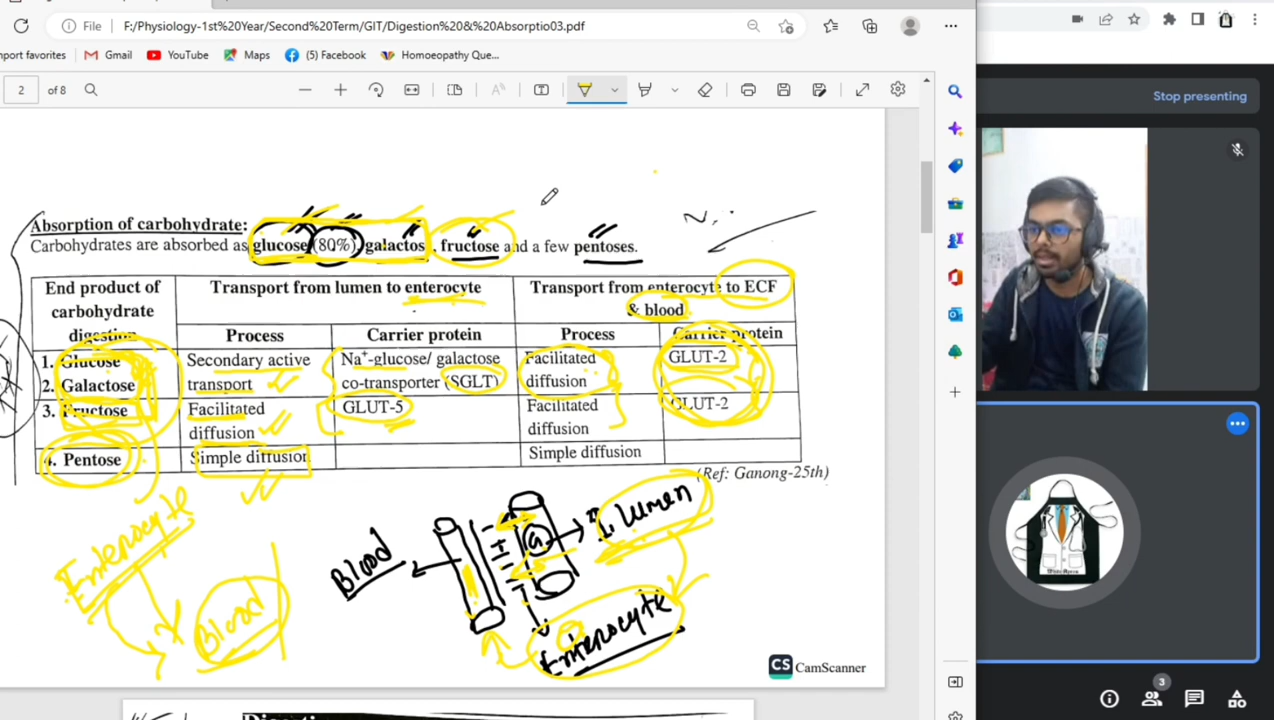 File F:/Physiology-1st%20Year/Second%20Term/GIT/Digestion%20&%20Absorptio03.pdf
nport favorites Gmail YouTube Maps (5) Facebook Homoeopathy Que...
2 of 8
Stop presenting
Absorption of carbohydrate:
Carbohydrates are absorbed as glucose (80%), galactos, fructose and a few pentoses.
End product of carbohydrate digestion
Transport from lumen to enterocyte
Transport from enterocyte to ECF & blood
Process Carrier protein Process Carrier protein
1. Glucose
2. Galactose
Secondary active transport
Na+-glucose/ galactose co-transporter (SGLT)
Facilitated diffusion
GLUT-2
3. Fructose
Facilitated diffusion
GLUT-5
Facilitated diffusion
GLUT-2
4. Pentose Simple diffusion Simple diffusion
(Ref: Ganong-25th)
Enterocyte
Blood
Blood
lumen
Enterocyte
CS CamScanner
3